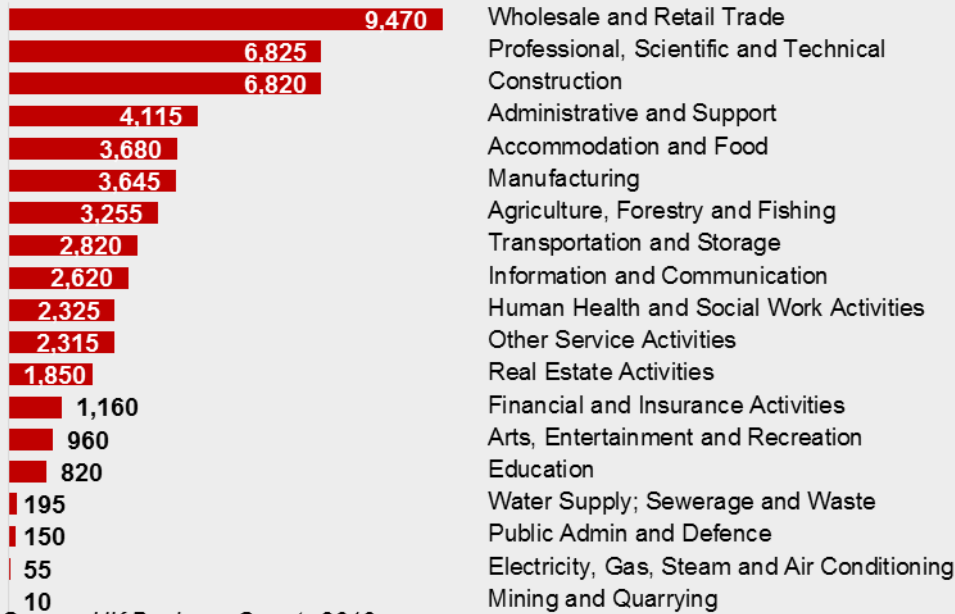 9,470 Wholesale and Retail Trade
6,825 Professional, Scientific and Technical
6,820 Construction
4,115 Administrative and Support
3,680 Accommodation and Food
3,645 Manufacturing
3,255 Agriculture, Forestry and Fishing
2,820 Transportation and Storage
2,620 Information and Communication
2,325 Human Health and Social Work Activities
2,315 Other Service Activities
1,850 Real Estate Activities
1,160 Financial and Insurance Activities
960 Arts, Entertainment and Recreation
820 Education
195 Water Supply; Sewerage and Waste
150 Public Admin and Defence
55 Electricity, Gas, Steam and Air Conditioning
10 Mining and Quarrying